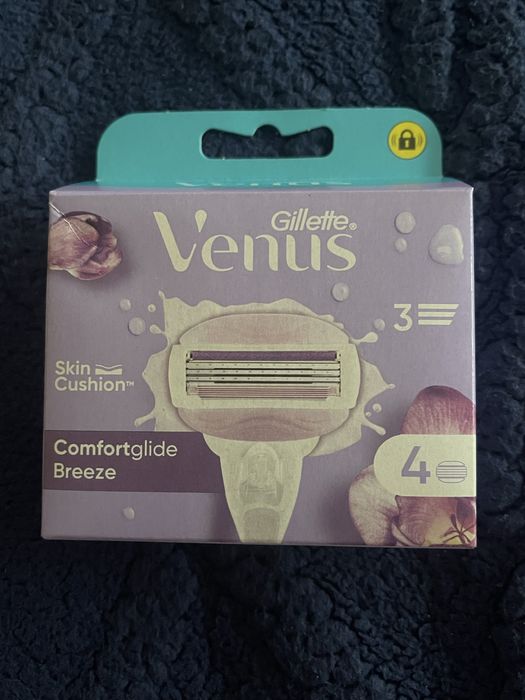 Gillette®
Venus
3
Skin
Cushion™
Comfortglide
Breeze
4